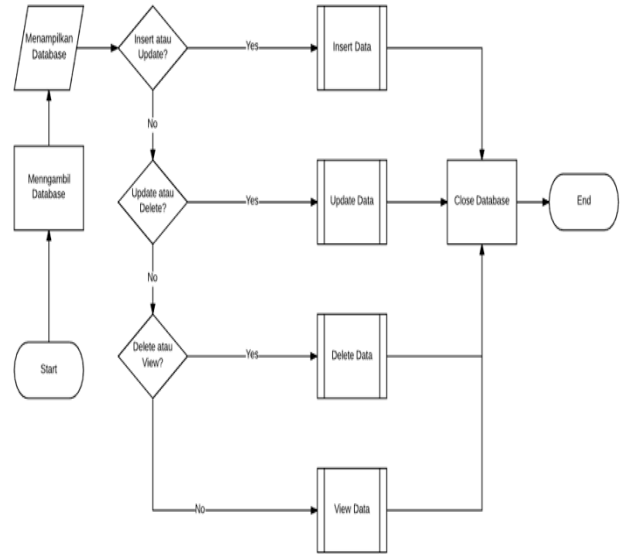 Menampilkan
Database
Insert atau
Update?
Yes
Insert Data
No
Menngambil
Database
Update atau
Delete?
Yes
Update Data
Close Database
End
No
Start
Delete atau
View?
Yes
Delete Data
No
View Data